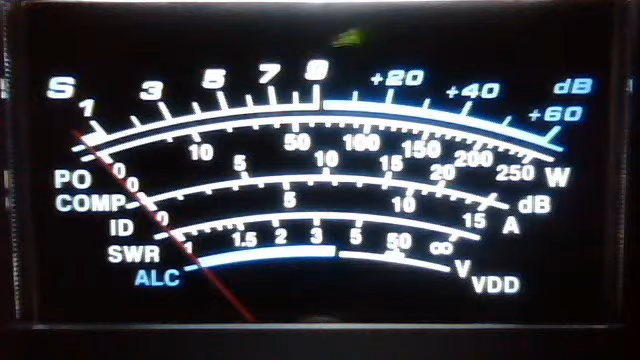 S 1 3 5 7 9 +20 +40 +60 dB
PO 0 10 50 100 150 200 250 W
COMP 0 5 10 15 20 dB
ID 0 5 10 15 A
SWR 1 1.5 2 3 5 50 ∞
ALC V VDD